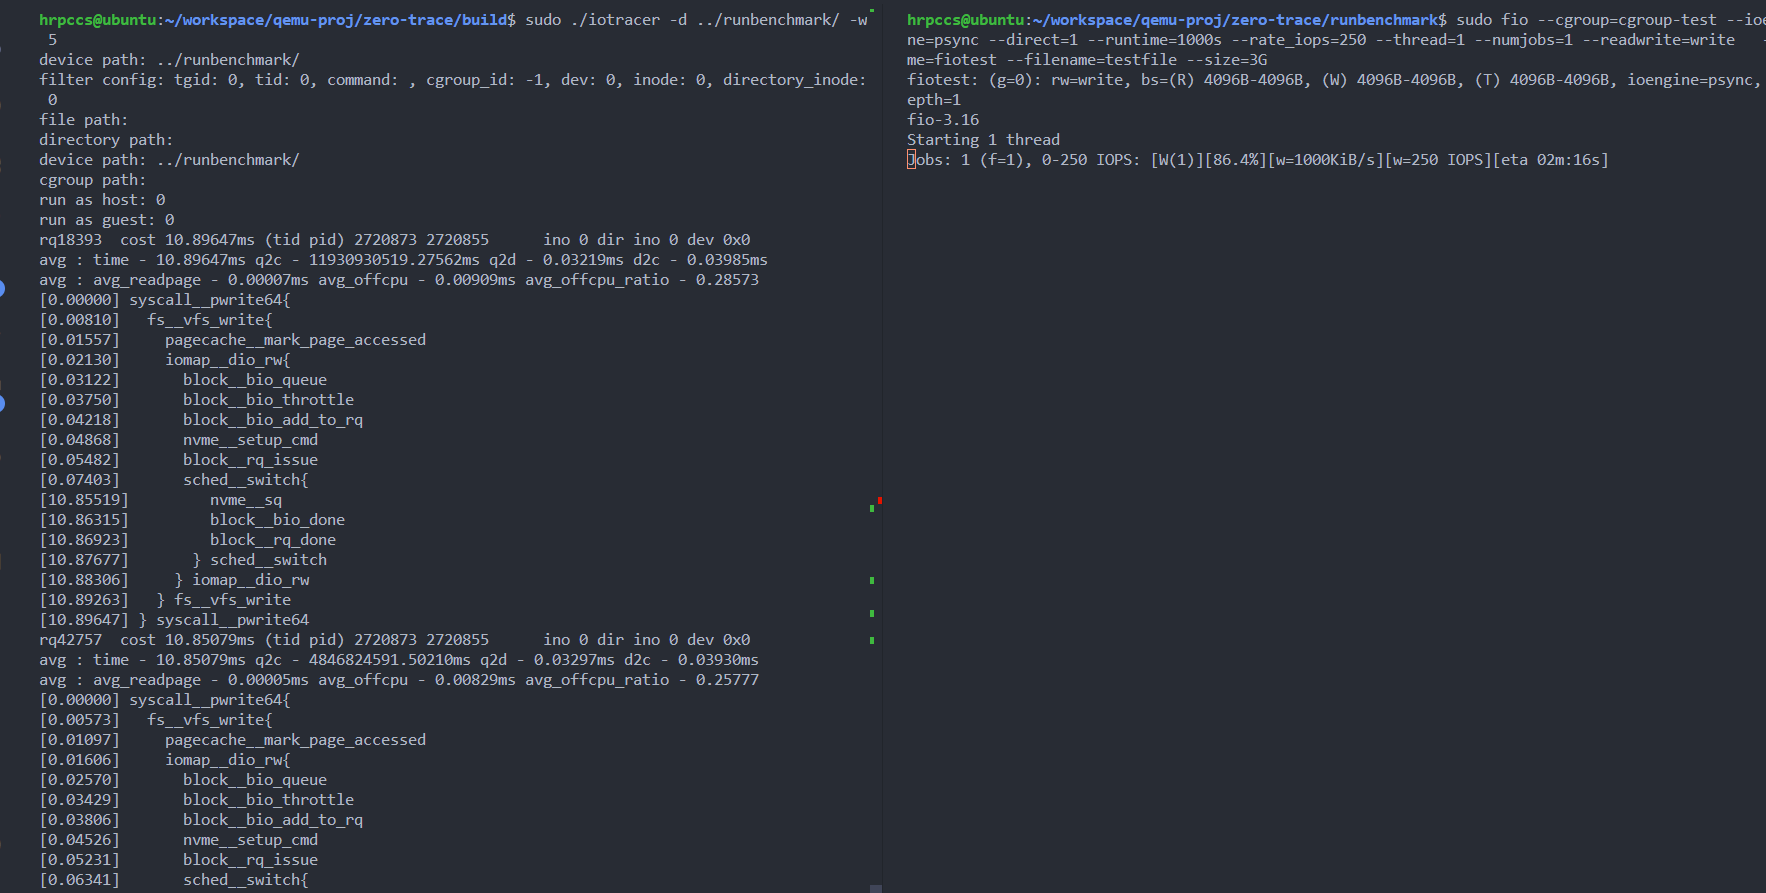 hrpccs@ubuntu:~/workspace/qemu-proj/zero-trace/build$ sudo ./iotracer -d ../runbenchmark/ -w
 5
device path: ../runbenchmark/
filter config: tgid: 0, tid: 0, command: , cgroup_id: -1, dev: 0, inode: 0, directory_inode:
 0
file path:
directory path:
device path: ../runbenchmark/
cgroup path:
run as host: 0
run as guest: 0
rq18393  cost 10.89647ms (tid pid) 2720873 2720855      ino 0 dir ino 0 dev 0x0
avg : time - 10.89647ms q2c - 11930930519.27562ms q2d - 0.03219ms d2c - 0.03985ms
avg : avg_readpage - 0.00007ms avg_offcpu - 0.00909ms avg_offcpu_ratio - 0.28573
[0.00000] syscall__pwrite64{
[0.00810]   fs__vfs_write{
[0.01557]     pagecache__mark_page_accessed
[0.02130]     iomap__dio_rw{
[0.03122]       block__bio_queue
[0.03750]       block__bio_throttle
[0.04218]       block__bio_add_to_rq
[0.04868]       nvme__setup_cmd
[0.05482]       block__rq_issue
[0.07403]       sched__switch{
[10.85519]         nvme__sq
[10.86315]         block__bio_done
[10.86923]         block__rq_done
[10.87677]       } sched__switch
[10.88306]     } iomap__dio_rw
[10.89263]   } fs__vfs_write
[10.89647] } syscall__pwrite64
rq42757  cost 10.85079ms (tid pid) 2720873 2720855      ino 0 dir ino 0 dev 0x0
avg : time - 10.85079ms q2c - 4846824591.50210ms q2d - 0.03297ms d2c - 0.03930ms
avg : avg_readpage - 0.00005ms avg_offcpu - 0.00829ms avg_offcpu_ratio - 0.25777
[0.00000] syscall__pwrite64{
[0.00573]   fs__vfs_write{
[0.01097]     pagecache__mark_page_accessed
[0.01606]     iomap__dio_rw{
[0.02570]       block__bio_queue
[0.03429]       block__bio_throttle
[0.03806]       block__bio_add_to_rq
[0.04526]       nvme__setup_cmd
[0.05231]       block__rq_issue
[0.06341]       sched__switch{
hrpccs@ubuntu:~/workspace/qemu-proj/zero-trace/runbenchmark$ sudo fio --cgroup=cgroup-test --ioe
ne=psync --direct=1 --runtime=1000s --rate_iops=250 --thread=1 --numjobs=1 --readwrite=write   -
me=fiotest --filename=testfile --size=3G
fiotest: (g=0): rw=write, bs=(R) 4096B-4096B, (W) 4096B-4096B, (T) 4096B-4096B, ioengine=psync,
epth=1
fio-3.16
Starting 1 thread
Jobs: 1 (f=1), 0-250 IOPS: [W(1)][86.4%][w=1000KiB/s][w=250 IOPS][eta 02m:16s]